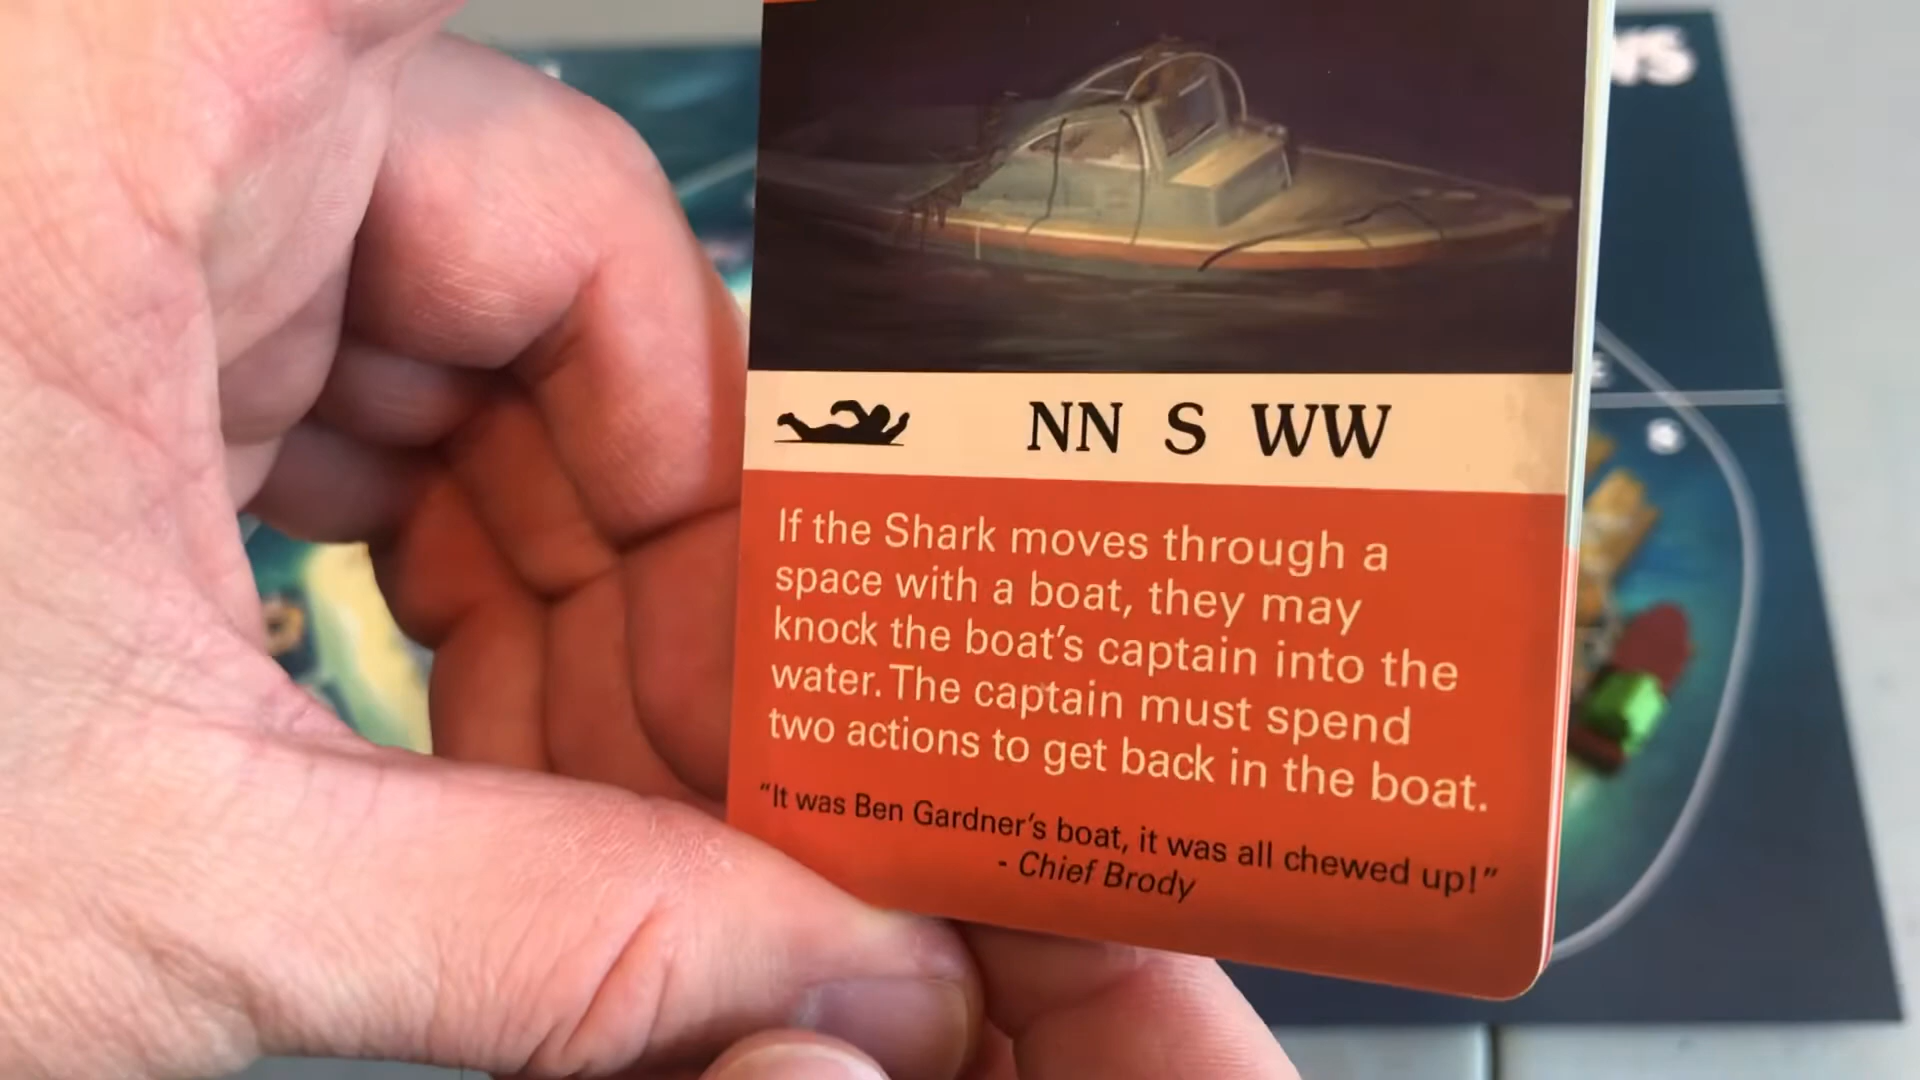 NN S WW
If the Shark moves through a
space with a boat, they may
knock the boat's captain into the
water. The captain must spend
two actions to get back in the boat.
"It was Ben Gardner's boat, it was all chewed up!"
- Chief Brody
WS
E
S